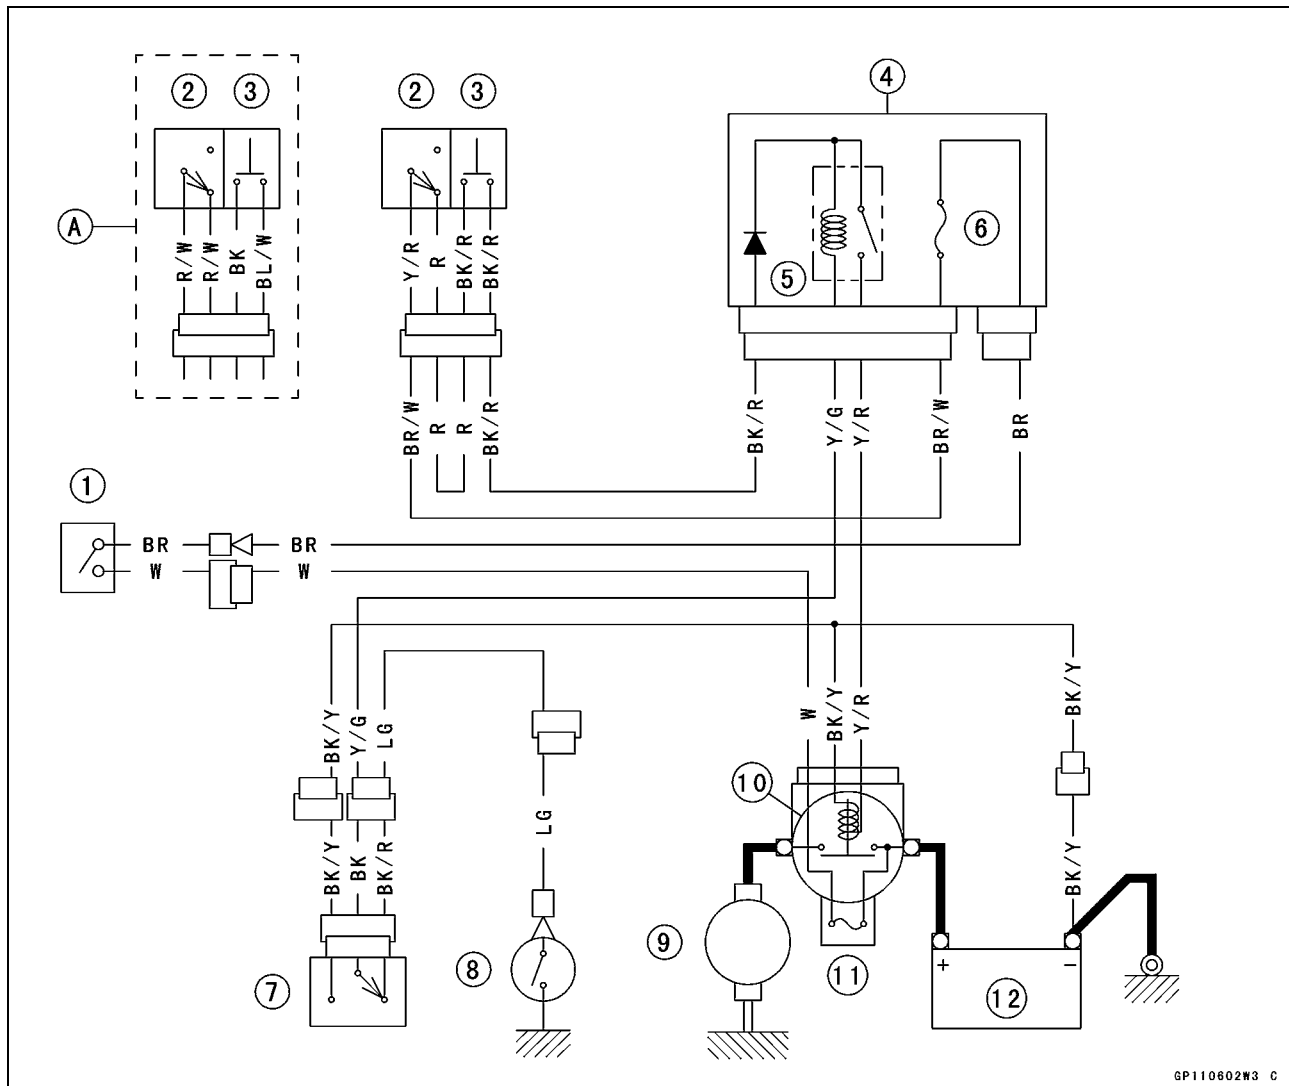 4
2 3
2 3
A
R/W R/W BK BL/W
Y/R R BK/R BK/R
5
6
BR/W R R BK/R
BK/R Y/G Y/R BR/W BR
1
BR BR
W W
BK/Y Y/G LG
W BK/Y Y/R
BK/Y
10
LG
BK/Y BK BK/R
BK/Y
9
8
7
11
+ −
12
GP110602W3 C